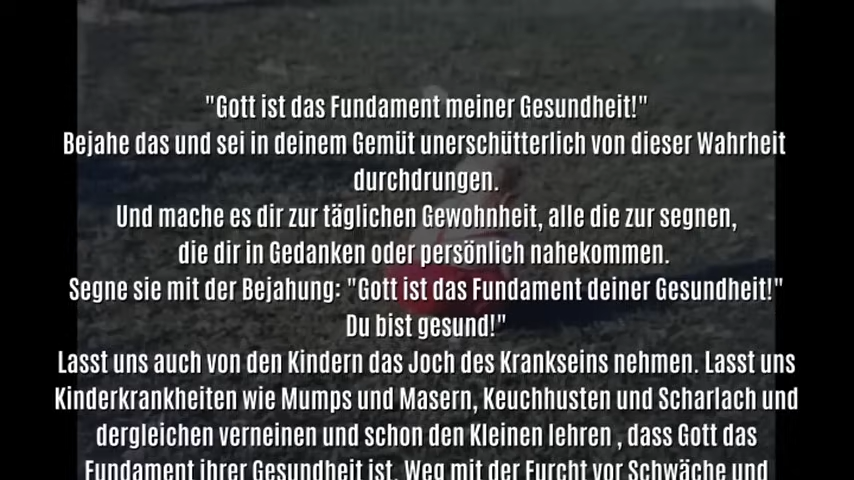 "Gott ist das Fundament meiner Gesundheit!"
Bejahe das und sei in deinem Gemüt unerschütterlich von dieser Wahrheit
durchdrungen.
Und mache es dir zur täglichen Gewohnheit, alle die zur segnen,
die dir in Gedanken oder persönlich nahekommen.
Segne sie mit der Bejahung: "Gott ist das Fundament deiner Gesundheit!"
Du bist gesund!"
Lasst uns auch von den Kindern das Joch des Krankseins nehmen. Lasst uns
Kinderkrankheiten wie Mumps und Masern, Keuchhusten und Scharlach und
dergleichen verneinen und schon den Kleinen lehren , dass Gott das
Fundament ihrer Gesundheit ist. Weg mit der Furcht vor Schwäche und